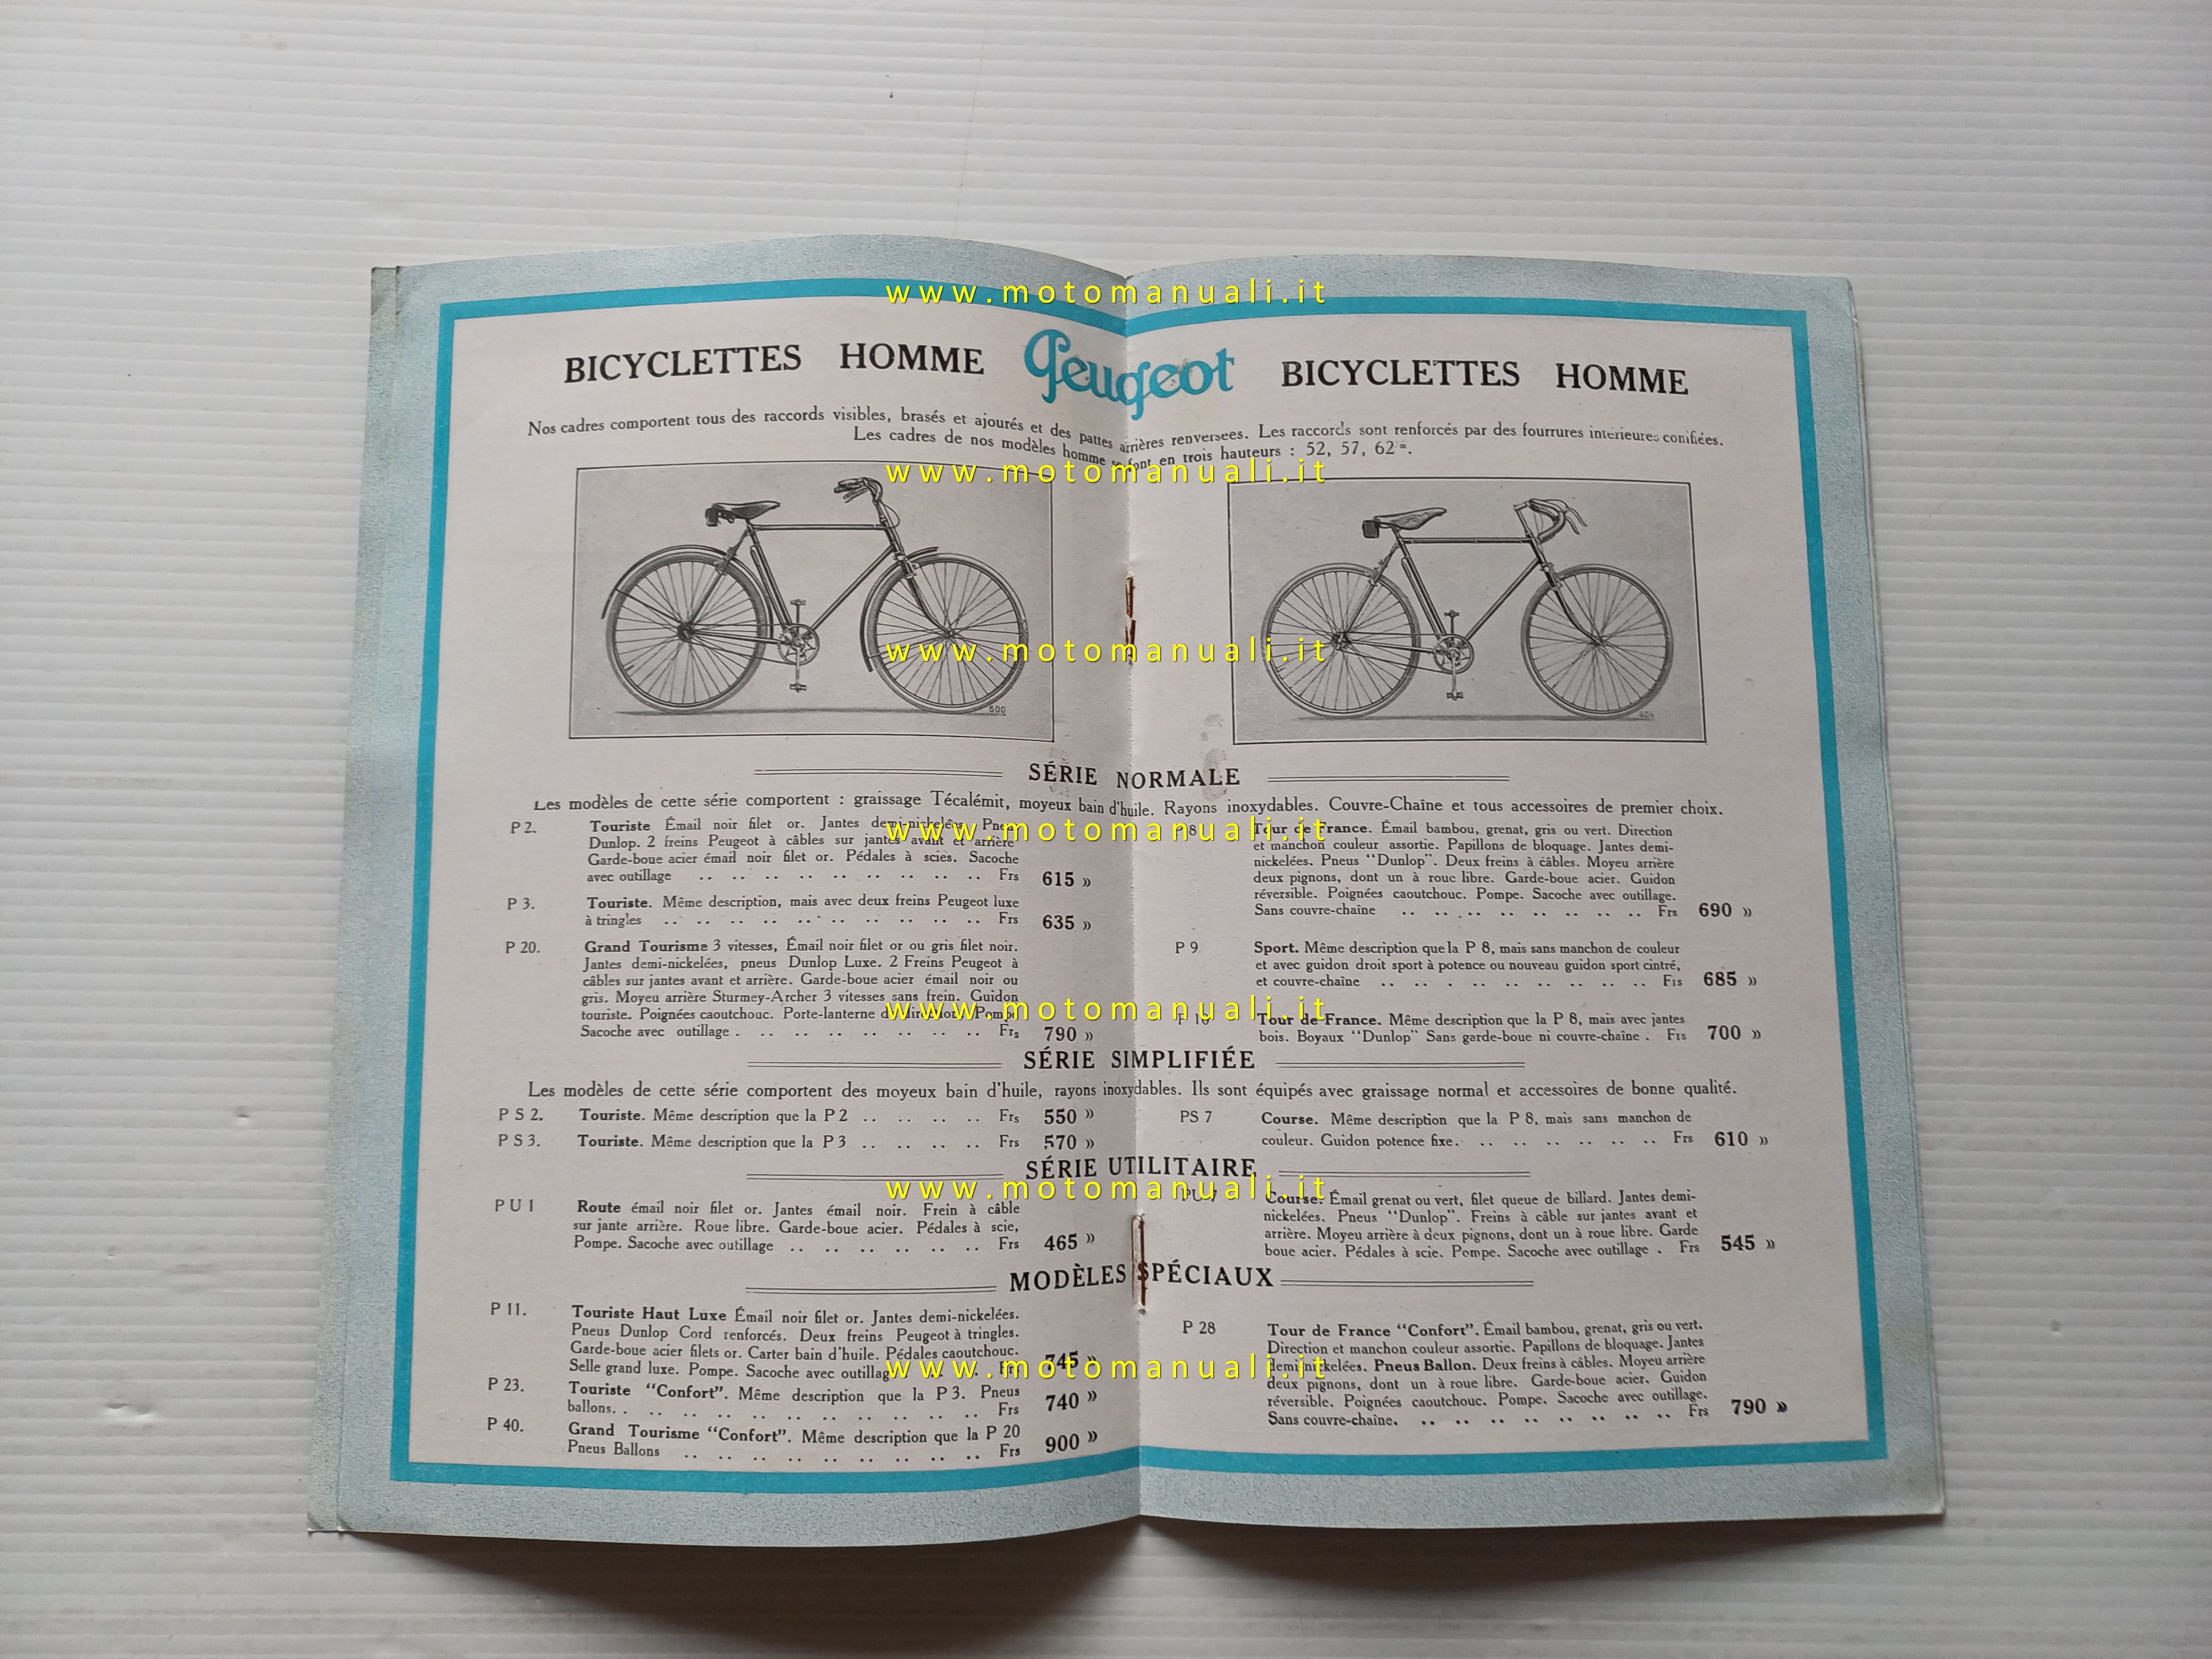 BICYCLETTES HOMME Peugeot BICYCLETTES HOMME
Nos cadres comportent tous des raccords visibles, brasés et ajourés et des pattes arrières renversées. Les raccords sont renforcés par des fourrures intérieures conifiées.
Les cadres de nos modèles homme se font en trois hauteurs : 52, 57, 62
600
SÉRIE NORMALE
Les modèles de cette série comportent : graissage Técalémit, moyeux bain d'huile. Rayons inoxydables. Couvre-Chaîne et tous accessoires de premier choix.
P 2. Touriste Émail noir filet or. Jantes demi-nickelées. Pneus
Dunlop. 2 freins Peugeot à câbles sur jantes avant et arrière
Garde-boue acier émail noir filet or. Pédales à scies. Sacoche
avec outillage .. .. .. .. .. .. .. .. .. Frs 615 »
P 3. Touriste. Même description, mais avec deux freins Peugeot luxe
à tringles .. .. .. .. .. .. .. .. .. .. Frs 635 »
P 20. Grand Tourisme 3 vitesses, Émail noir filet or ou gris filet noir.
Jantes demi-nickelées, pneus Dunlop Luxe. 2 Freins Peugeot à
câbles sur jantes avant et arrière. Garde-boue acier émail noir ou
gris. Moyeu arrière Sturmey-Archer 3 vitesses sans frein. Guidon
touriste. Poignées caoutchouc. Porte-lanterne Pompe
Sacoche avec outillage . .. .. .. .. .. .. .. Frs 790 »
P 8 Tour de France. Émail bambou, grenat, gris ou vert. Direction
et manchon couleur assortie. Papillons de bloquage. Jantes demi-
nickelées. Pneus "Dunlop". Deux freins à câbles. Moyeu arrière
deux pignons, dont un à roue libre. Garde-boue acier. Guidon
réversible. Poignées caoutchouc. Pompe. Sacoche avec outillage.
Sans couvre-chaîne .. .. .. .. .. .. .. .. Frs 690 »
P 9 Sport. Même description que la P 8, mais sans manchon de couleur
et avec guidon droit sport à potence ou nouveau guidon sport cintré,
et couvre-chaîne .. .. . .. .. .. .. .. .. Frs 685 »
P 10 Tour de France. Même description que la P 8, mais avec jantes
bois. Boyaux "Dunlop" Sans garde-boue ni couvre-chaîne . Frs 700 »
SÉRIE SIMPLIFIÉE
Les modèles de cette série comportent des moyeux bain d'huile, rayons inoxydables. Ils sont équipés avec graissage normal et accessoires de bonne qualité.
P S 2. Touriste. Même description que la P 2 .. .. .. .. Frs 550 »
P S 3. Touriste. Même description que la P 3 .. .. .. .. Frs 570 »
PS 7 Course. Même description que la P 8, mais sans manchon de
couleur. Guidon potence fixe. .. .. .. .. .. .. Frs 610 »
SÉRIE UTILITAIRE
P U 1 Route émail noir filet or. Jantes émail noir. Frein à câble
sur jante arrière. Roue libre. Garde-boue acier. Pédales à scie,
Pompe. Sacoche avec outillage .. .. .. .. .. .. Frs 465 »
PU 7 Course. Émail grenat ou vert, filet queue de billard. Jantes demi-
nickelées. Pneus "Dunlop". Freins à câble sur jantes avant et
arrière. Moyeu arrière à deux pignons, dont un à roue libre. Garde
boue acier. Pédales à scie. Pompe. Sacoche avec outillage . Frs 545 »
MODÈLES SPÉCIAUX
P 11. Touriste Haut Luxe Émail noir filet or. Jantes demi-nickelées.
Pneus Dunlop Cord renforcés. Deux freins Peugeot à tringles.
Garde-boue acier filets or. Carter bain d'huile. Pédales caoutchouc.
Selle grand luxe. Pompe. Sacoche avec outillage Frs 745 »
P 23. Touriste "Confort". Même description que la P 3. Pneus
ballons. . .. .. .. .. .. .. .. .. .. .. Frs 740 »
P 40. Grand Tourisme "Confort". Même description que la P 20
Pneus Ballons .. .. .. .. .. .. .. .. .. Frs 900 »
P 28 Tour de France "Confort". Émail bambou, grenat, gris ou vert.
Direction et manchon couleur assortie. Papillons de bloquage. Jantes
demi nickelées. Pneus Ballon. Deux freins à câbles. Moyeu arrière
deux pignons, dont un à roue libre. Garde-boue acier. Guidon
réversible. Poignées caoutchouc. Pompe. Sacoche avec outillage.
Sans couvre-chaîne. .. .. .. .. .. .. .. .. Frs 790 »
www.motomanuali.it
www.motomanuali.it
www.motomanuali.it
www.motomanuali.it
www.motomanuali.it
www.motomanuali.it
www.motomanuali.it